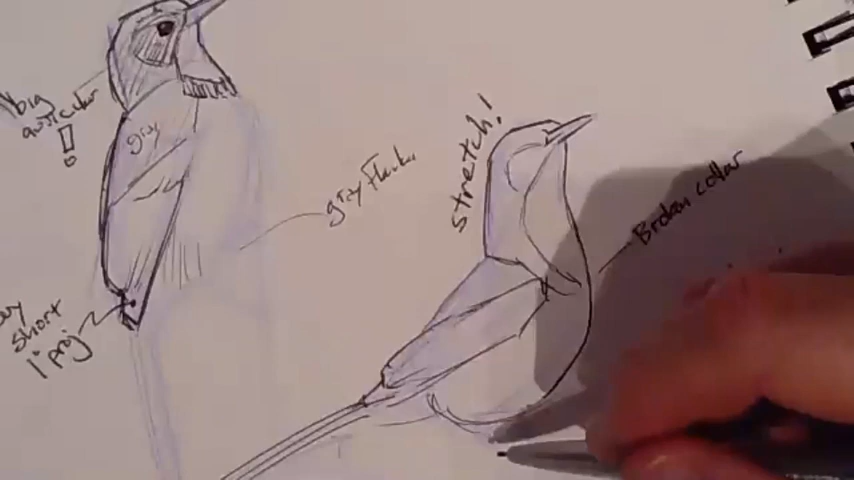 big
auricular
!
gray
gray flanks
short
1° proj
stretch!
Broken collar